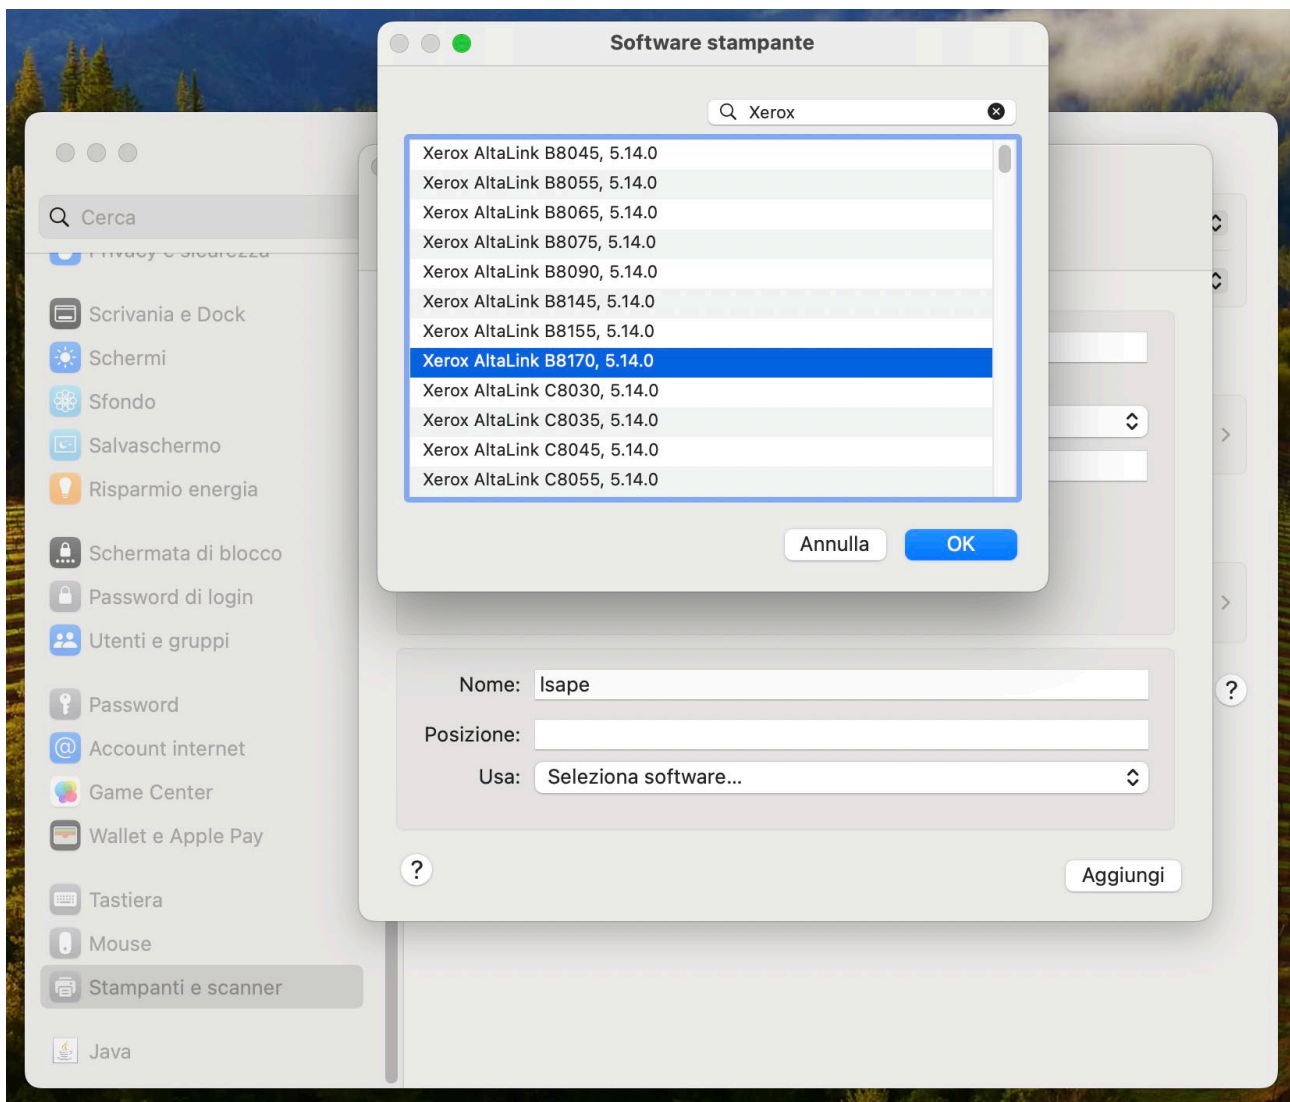 Software stampante
Xerox
Xerox AltaLink B8045, 5.14.0
Xerox AltaLink B8055, 5.14.0
Xerox AltaLink B8065, 5.14.0
Xerox AltaLink B8075, 5.14.0
Xerox AltaLink B8090, 5.14.0
Xerox AltaLink B8145, 5.14.0
Xerox AltaLink B8155, 5.14.0
Xerox AltaLink B8170, 5.14.0
Xerox AltaLink C8030, 5.14.0
Xerox AltaLink C8035, 5.14.0
Xerox AltaLink C8045, 5.14.0
Xerox AltaLink C8055, 5.14.0
Annulla
OK
Cerca
Privacy e sicurezza
Scrivania e Dock
Schermi
Sfondo
Salvaschermo
Risparmio energia
Schermata di blocco
Password di login
Utenti e gruppi
Password
Account internet
Game Center
Wallet e Apple Pay
Tastiera
Mouse
Stampanti e scanner
Java
Nome: lsape
Posizione:
Usa: Seleziona software...
?
Aggiungi
?